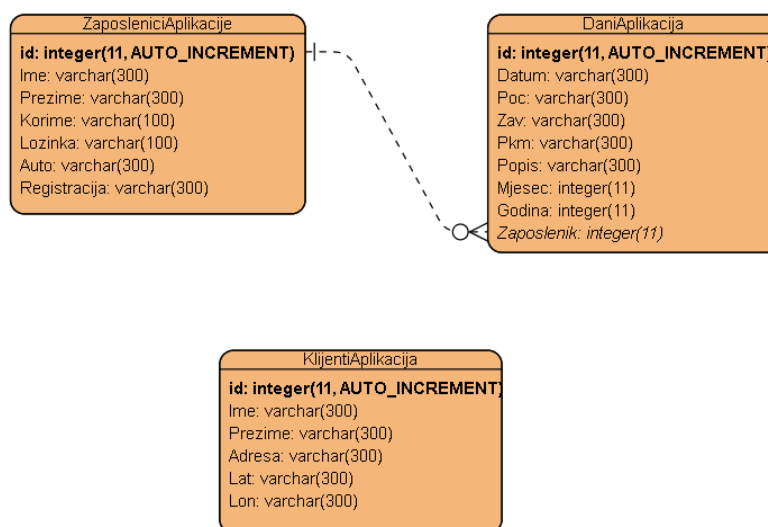 ZaposleniciAplikacije
id: integer(11, AUTO_INCREMENT)
Ime: varchar(300)
Prezime: varchar(300)
Korime: varchar(100)
Lozinka: varchar(100)
Auto: varchar(300)
Registracija: varchar(300)
DaniAplikacija
id: integer(11, AUTO_INCREMENT)
Datum: varchar(300)
Poc: varchar(300)
Zav: varchar(300)
Pkm: varchar(300)
Popis: varchar(300)
Mjesec: integer(11)
Godina: integer(11)
Zaposlenik: integer(11)
KlijentiAplikacija
id: integer(11, AUTO_INCREMENT)
Ime: varchar(300)
Prezime: varchar(300)
Adresa: varchar(300)
Lat: varchar(300)
Lon: varchar(300)